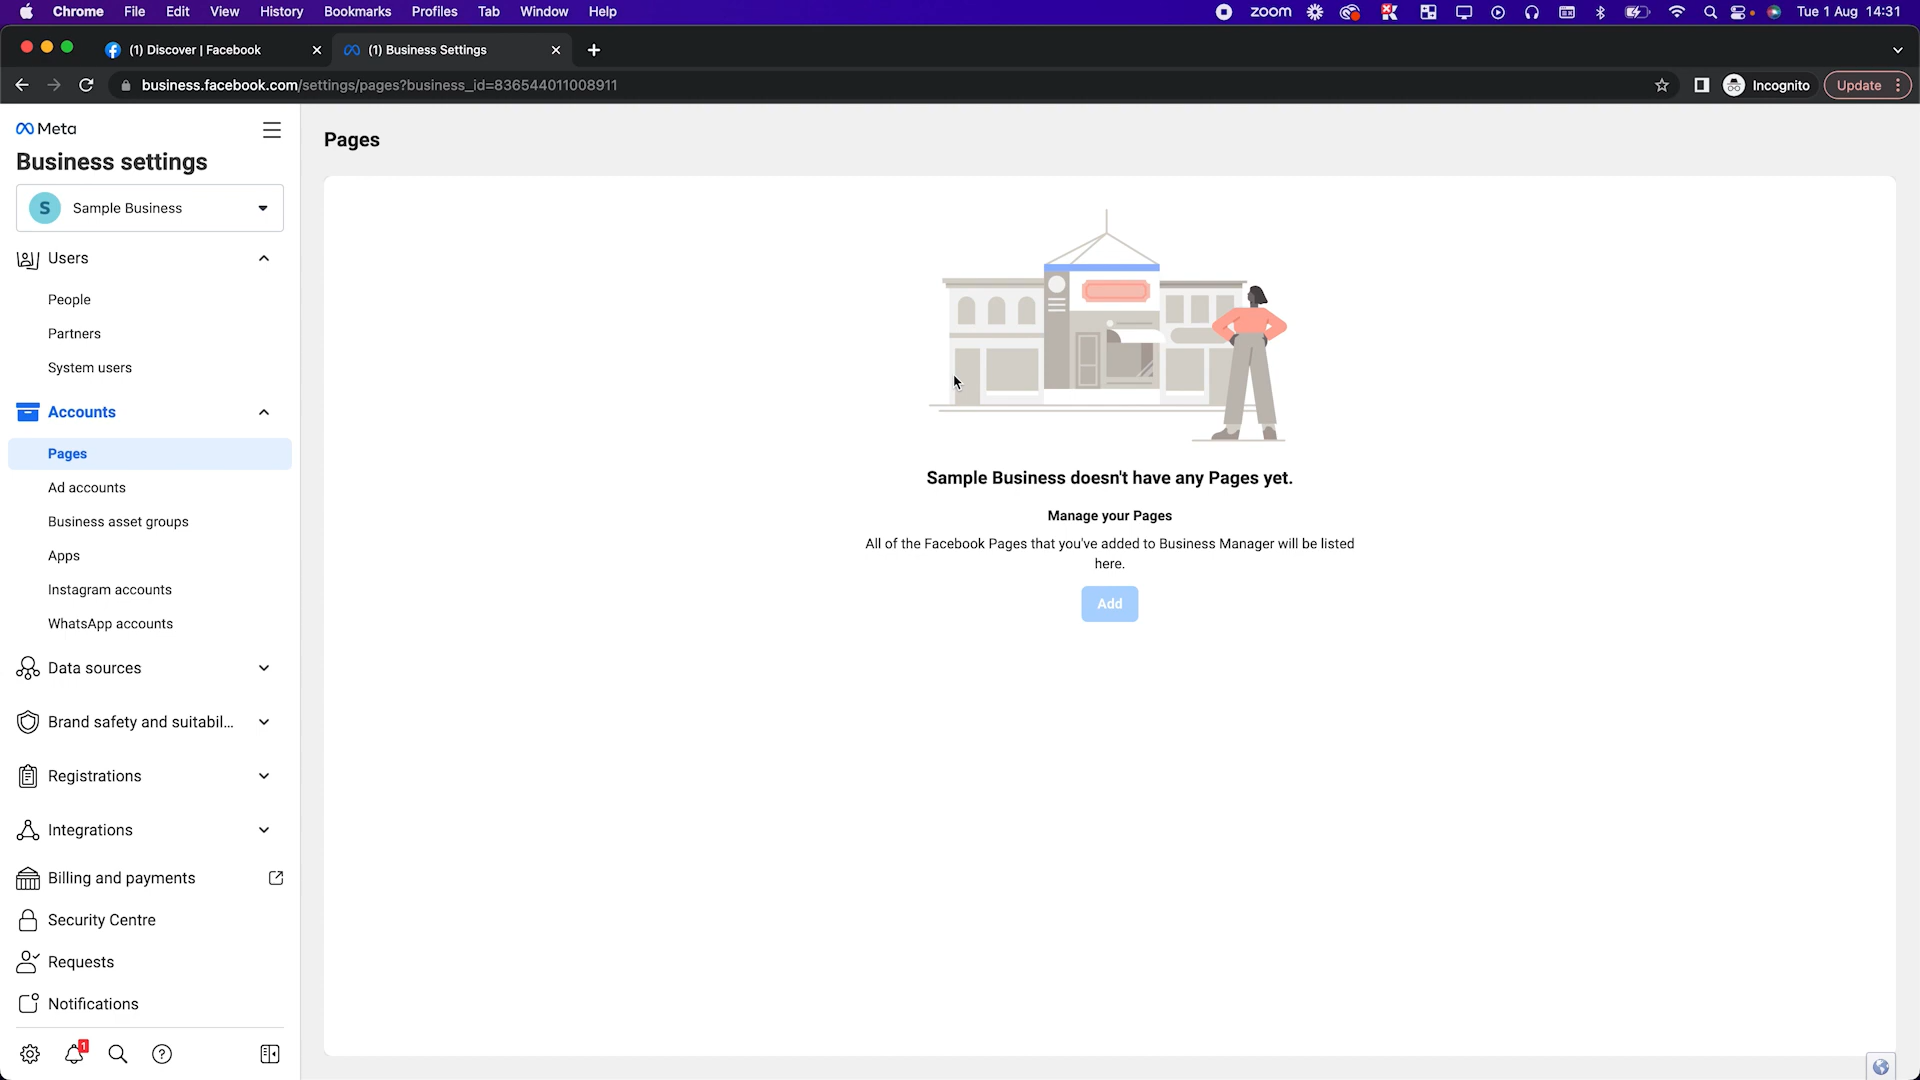 Chrome File Edit View History Bookmarks Profiles Tab Window Help zoom Tue 1 Aug 14:31
(1) Discover | Facebook (1) Business Settings
business.facebook.com/settings/pages?business_id=836544011008911 Incognito Update
Meta
Business settings
S Sample Business
Users
People
Partners
System users
Accounts
Pages
Ad accounts
Business asset groups
Apps
Instagram accounts
WhatsApp accounts
Data sources
Brand safety and suitabil...
Registrations
Integrations
Billing and payments
Security Centre
Requests
Notifications
1
Pages
Sample Business doesn't have any Pages yet.
Manage your Pages
All of the Facebook Pages that you've added to Business Manager will be listed
here.
Add